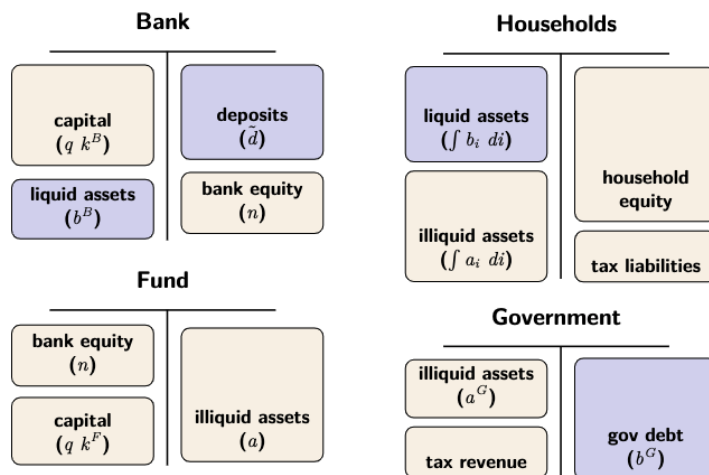 Bank
capital
(q k^B)
liquid assets
(b^B)
deposits
(d̃)
bank equity
(n)
Fund
bank equity
(n)
capital
(q k^F)
illiquid assets
(a)
Households
liquid assets
(∫ b_i di)
illiquid assets
(∫ a_i di)
household
equity
tax liabilities
Government
illiquid assets
(a^G)
tax revenue
gov debt
(b^G)